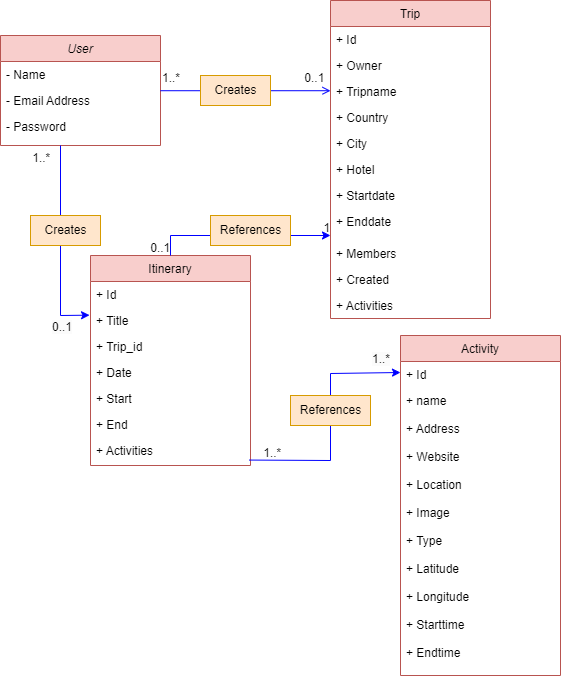 User
- Name
- Email Address
- Password
1..*
Creates
0..1
Trip
+ Id
+ Owner
+ Tripname
+ Country
+ City
+ Hotel
+ Startdate
+ Enddate
+ Members
+ Created
+ Activities
1..*
Creates
0..1
0..1
References
1
Itinerary
+ Id
+ Title
+ Trip_id
+ Date
+ Start
+ End
+ Activities
1..*
References
1..*
Activity
+ Id
+ name
+ Address
+ Website
+ Location
+ Image
+ Type
+ Latitude
+ Longitude
+ Starttime
+ Endtime